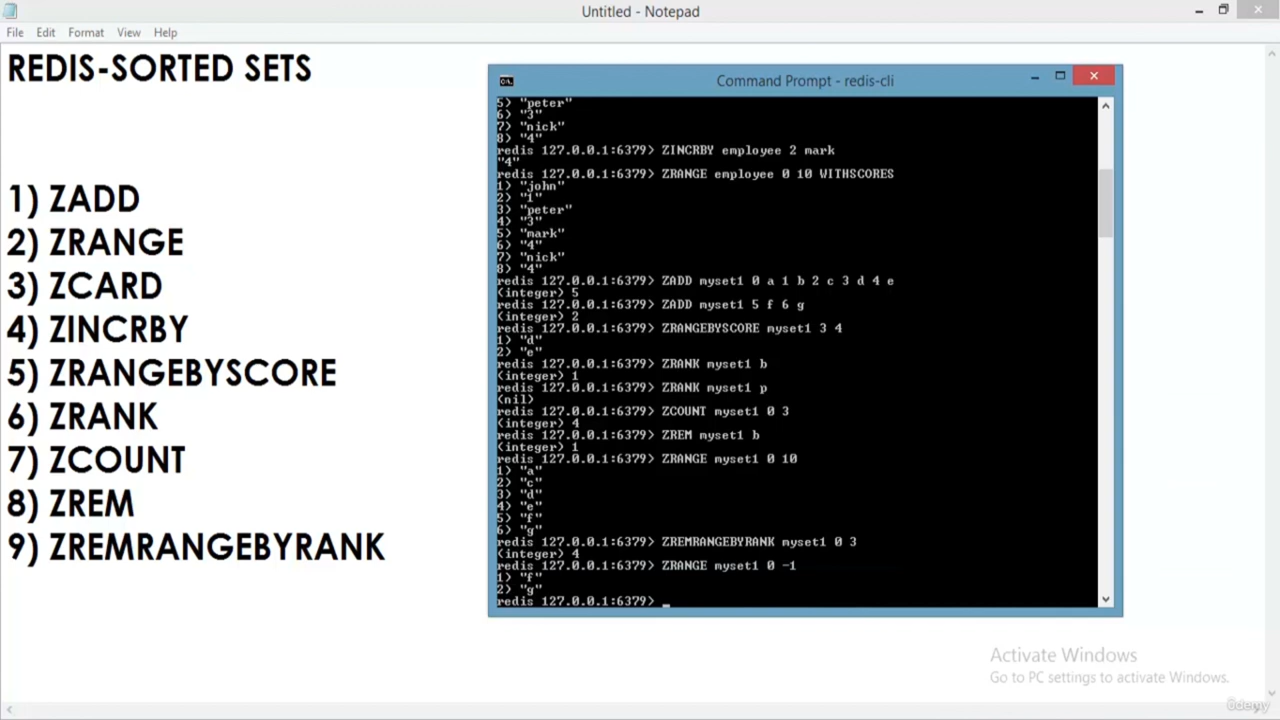 Untitled - Notepad
File Edit Format View Help
REDIS-SORTED SETS
1) ZADD
2) ZRANGE
3) ZCARD
4) ZINCRBY
5) ZRANGEBYSCORE
6) ZRANK
7) ZCOUNT
8) ZREM
9) ZREMRANGEBYRANK
Command Prompt - redis-cli
5) "peter"
6) "3"
7) "nick"
8) "4"
redis 127.0.0.1:6379> ZINCRBY employee 2 mark
"4"
redis 127.0.0.1:6379> ZRANGE employee 0 10 WITHSCORES
1) "john"
2) "1"
3) "peter"
4) "3"
5) "mark"
6) "4"
7) "nick"
8) "4"
redis 127.0.0.1:6379> ZADD myset1 0 a 1 b 2 c 3 d 4 e
(integer) 5
redis 127.0.0.1:6379> ZADD myset1 5 f 6 g
(integer) 2
redis 127.0.0.1:6379> ZRANGEBYSCORE myset1 3 4
1) "d"
2) "e"
redis 127.0.0.1:6379> ZRANK myset1 b
(integer) 1
redis 127.0.0.1:6379> ZRANK myset1 p
(nil)
redis 127.0.0.1:6379> ZCOUNT myset1 0 3
(integer) 4
redis 127.0.0.1:6379> ZREM myset1 b
(integer) 1
redis 127.0.0.1:6379> ZRANGE myset1 0 10
1) "a"
2) "c"
3) "d"
4) "e"
5) "f"
6) "g"
redis 127.0.0.1:6379> ZREMRANGEBYRANK myset1 0 3
(integer) 4
redis 127.0.0.1:6379> ZRANGE myset1 0 -1
1) "f"
2) "g"
redis 127.0.0.1:6379> _
Activate Windows
Go to PC settings to activate Windows.
ûdemy